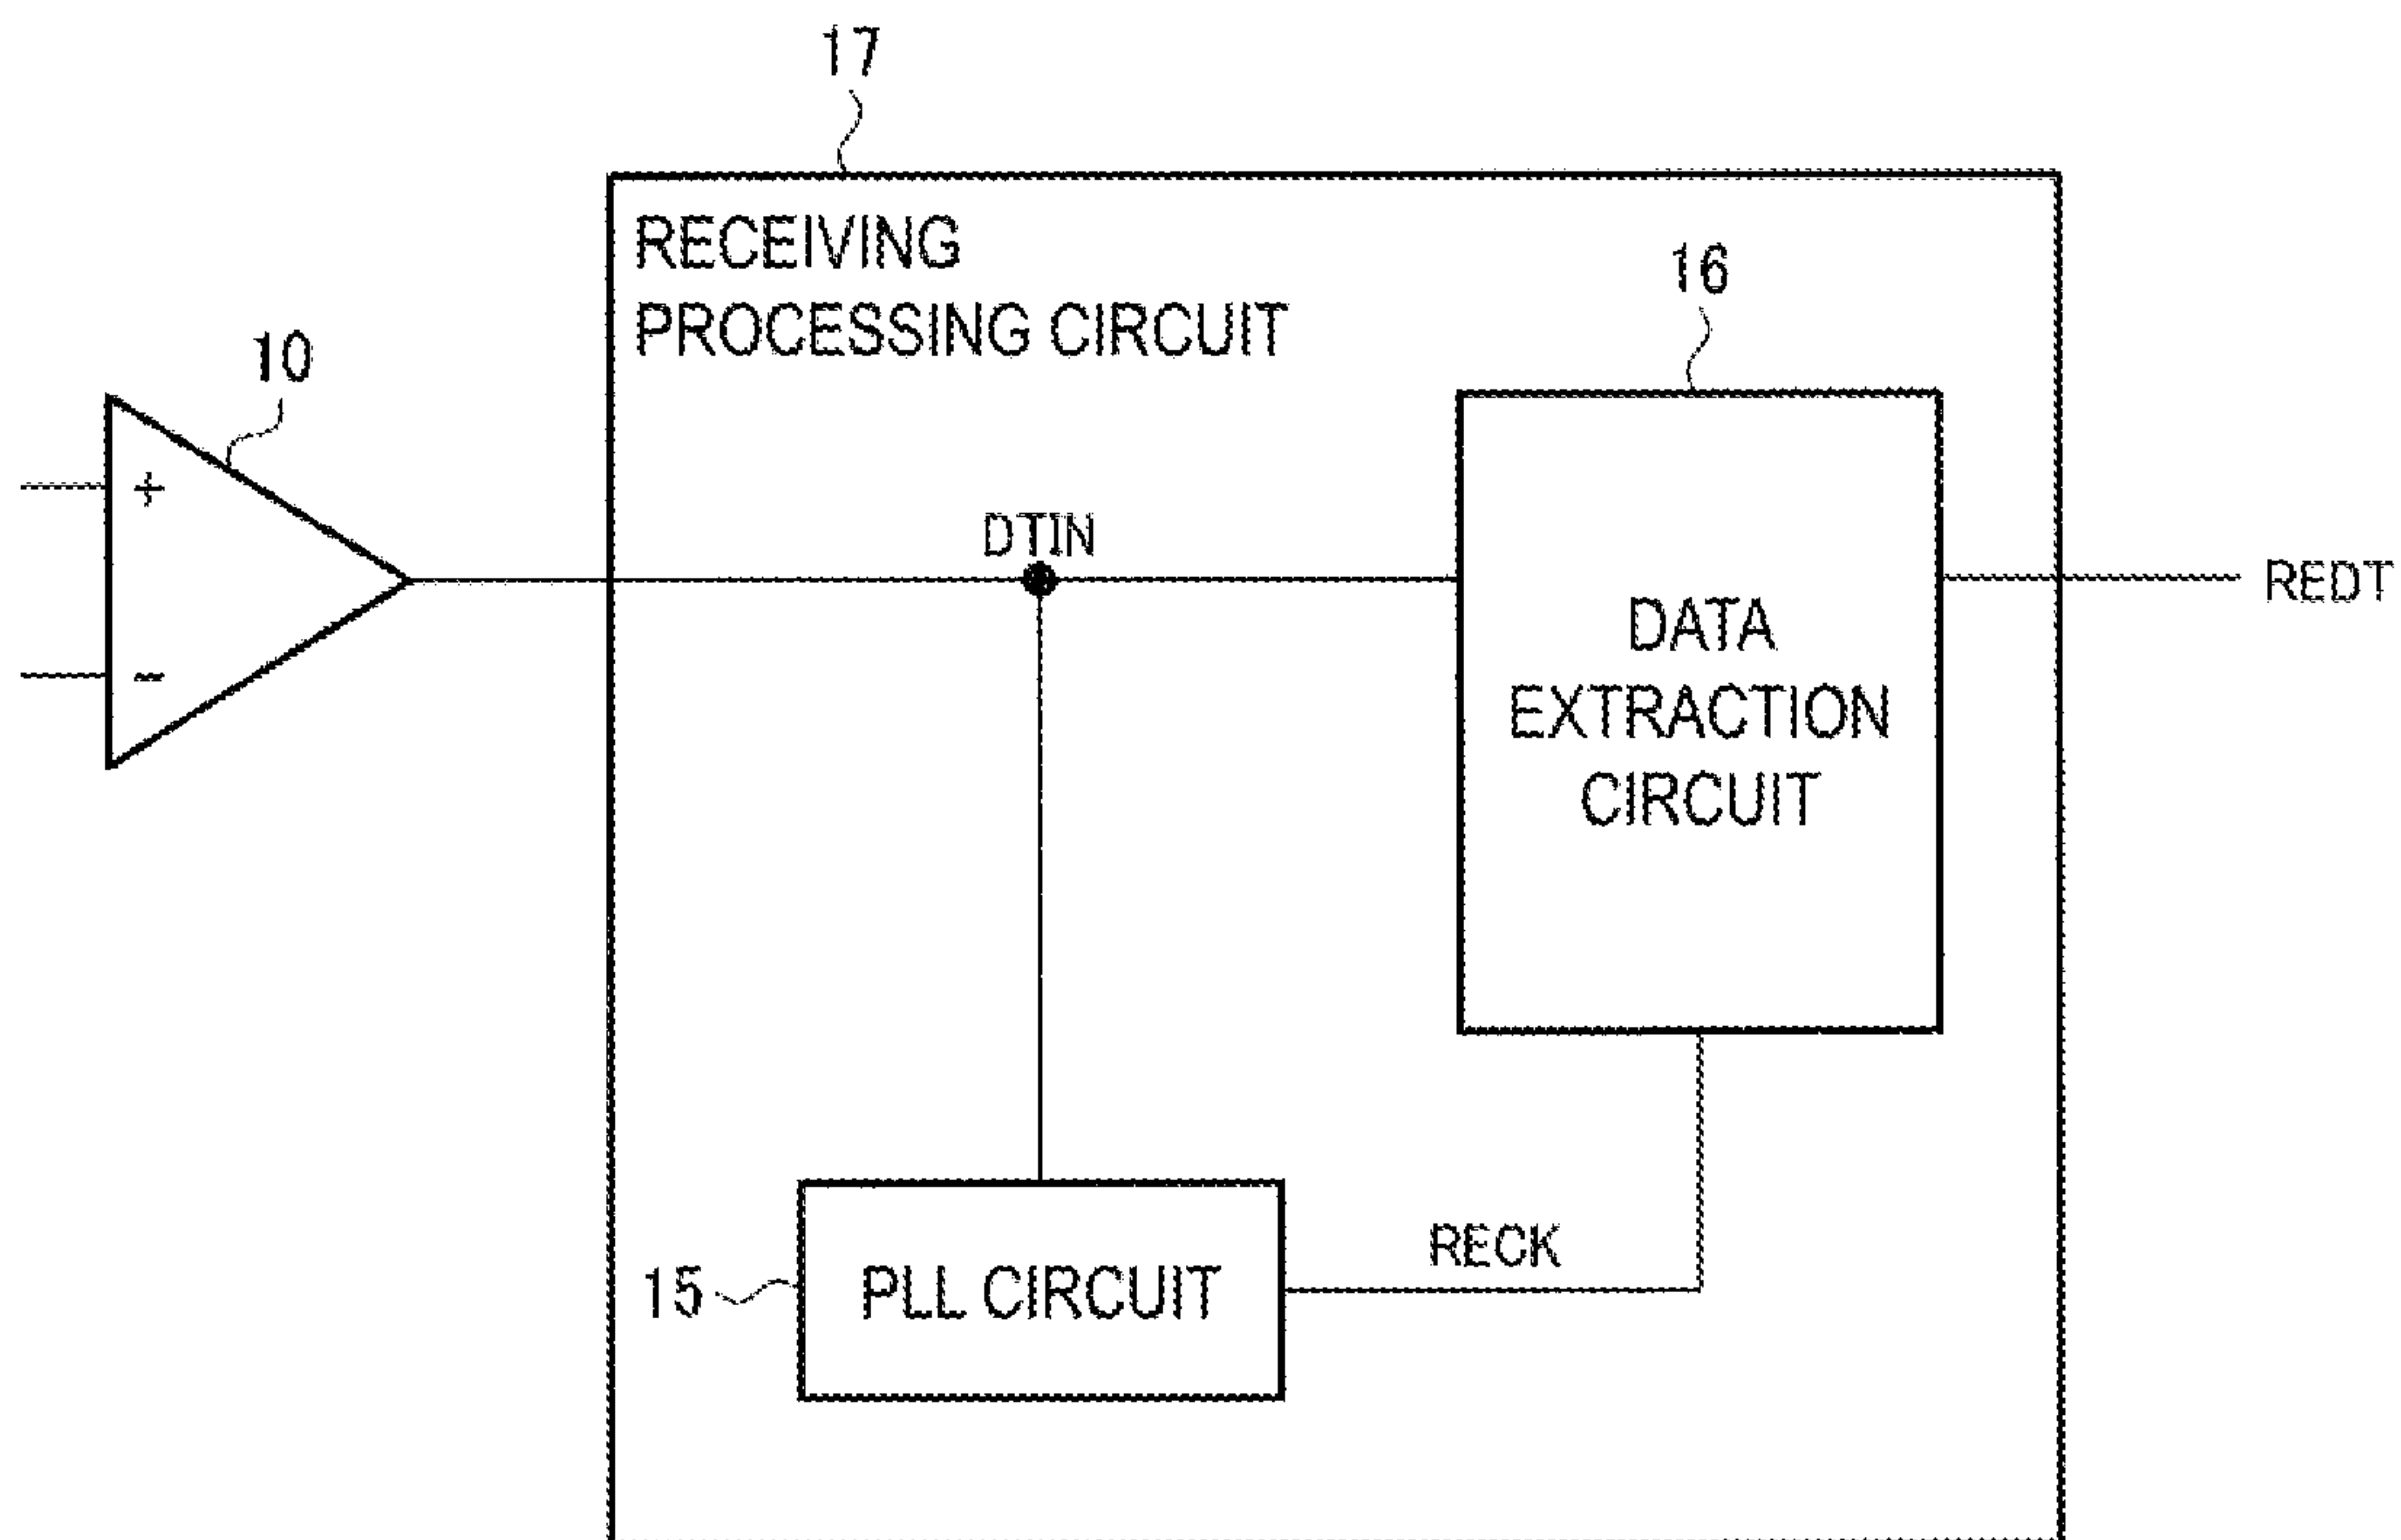 17
RECEIVING
PROCESSING CIRCUIT
16
10
+
−
DTIN
REDT
DATA
EXTRACTION
CIRCUIT
RECK
15
PLL CIRCUIT